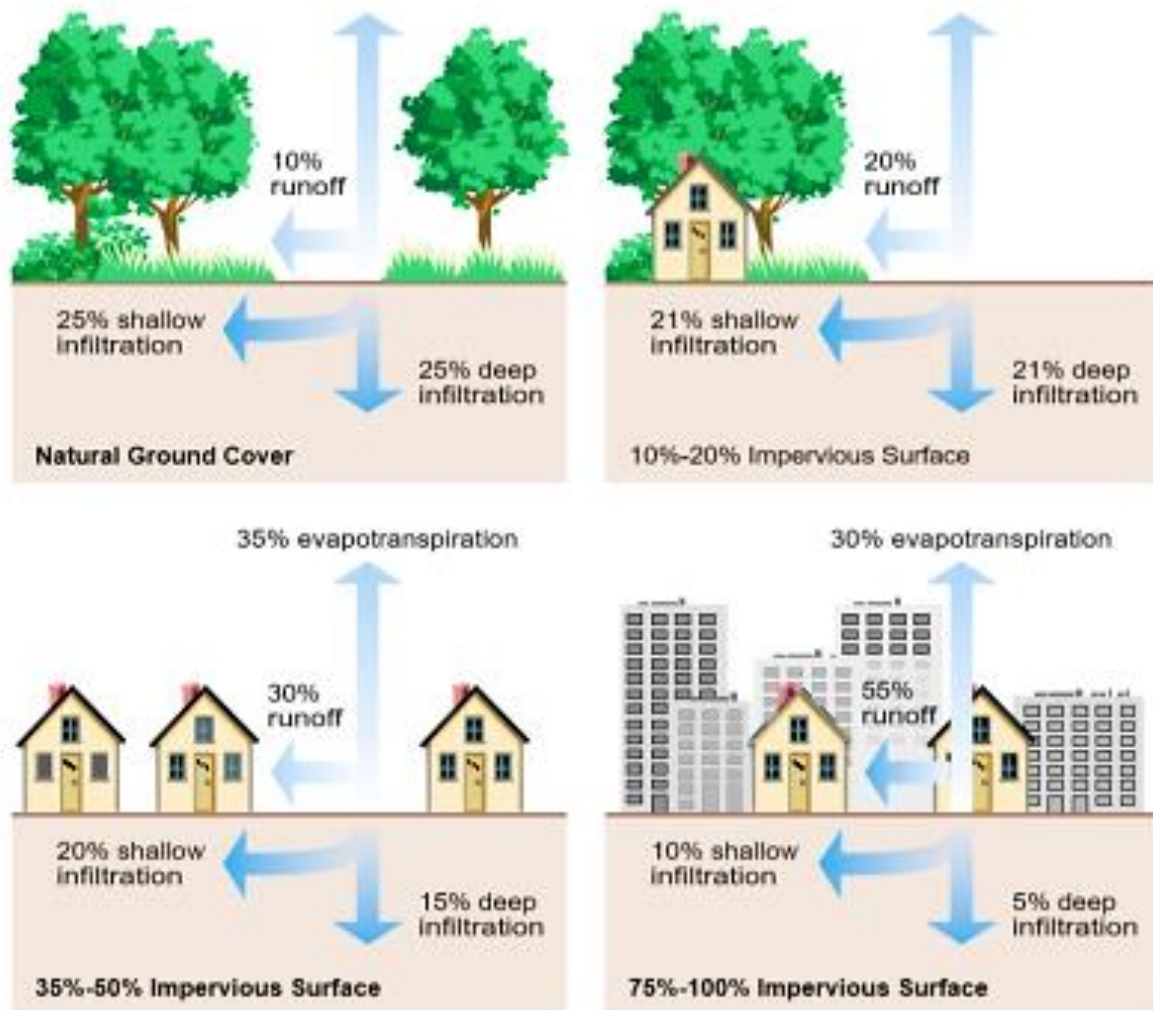 10%
runoff
25% shallow
infiltration
25% deep
infiltration
Natural Ground Cover
20%
runoff
21% shallow
infiltration
21% deep
infiltration
10%-20% Impervious Surface
35% evapotranspiration
30%
runoff
20% shallow
infiltration
15% deep
infiltration
35%-50% Impervious Surface
30% evapotranspiration
55%
runoff
10% shallow
infiltration
5% deep
infiltration
75%-100% Impervious Surface